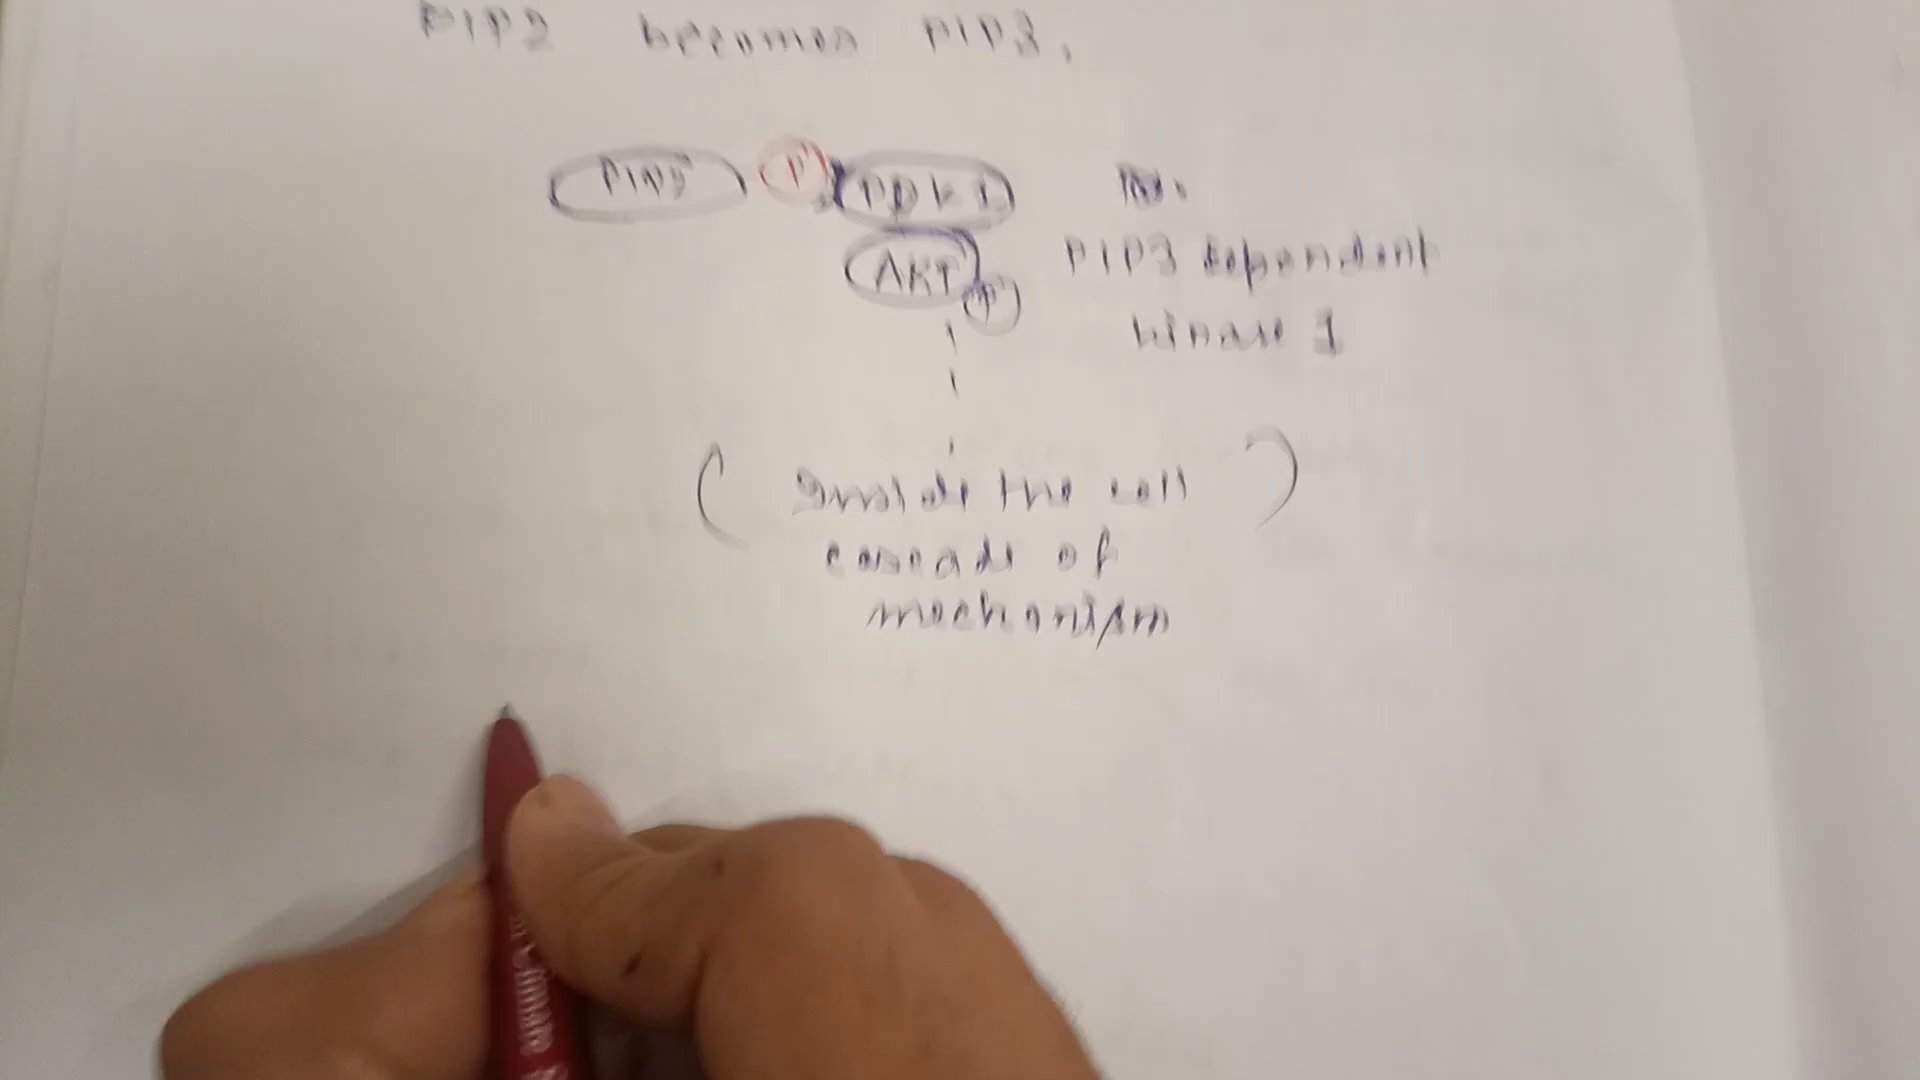 PIP2 becomes PIP3.
PIP3 P PDK1
AKT P
PIP3 dependent
kinase 1
( Inside the cell )
cascade of
mechanism